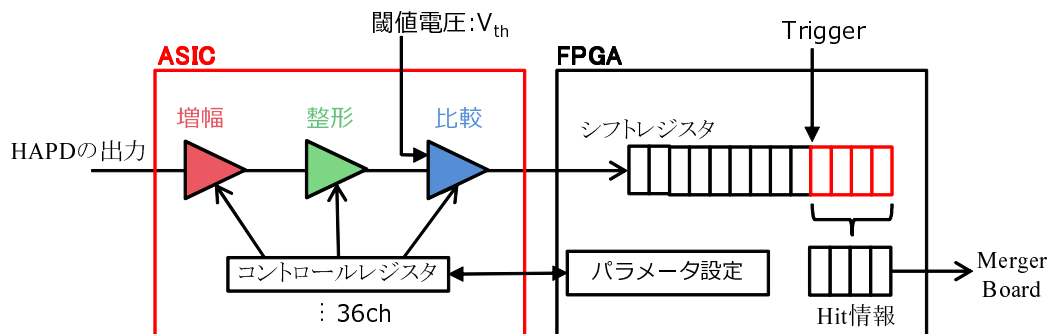 閾値電圧:Vth
ASIC
FPGA
Trigger
増幅
整形
比較
シフトレジスタ
HAPDの出力
コントロールレジスタ
パラメータ設定
Merger
Board
⋮ 36ch
Hit情報